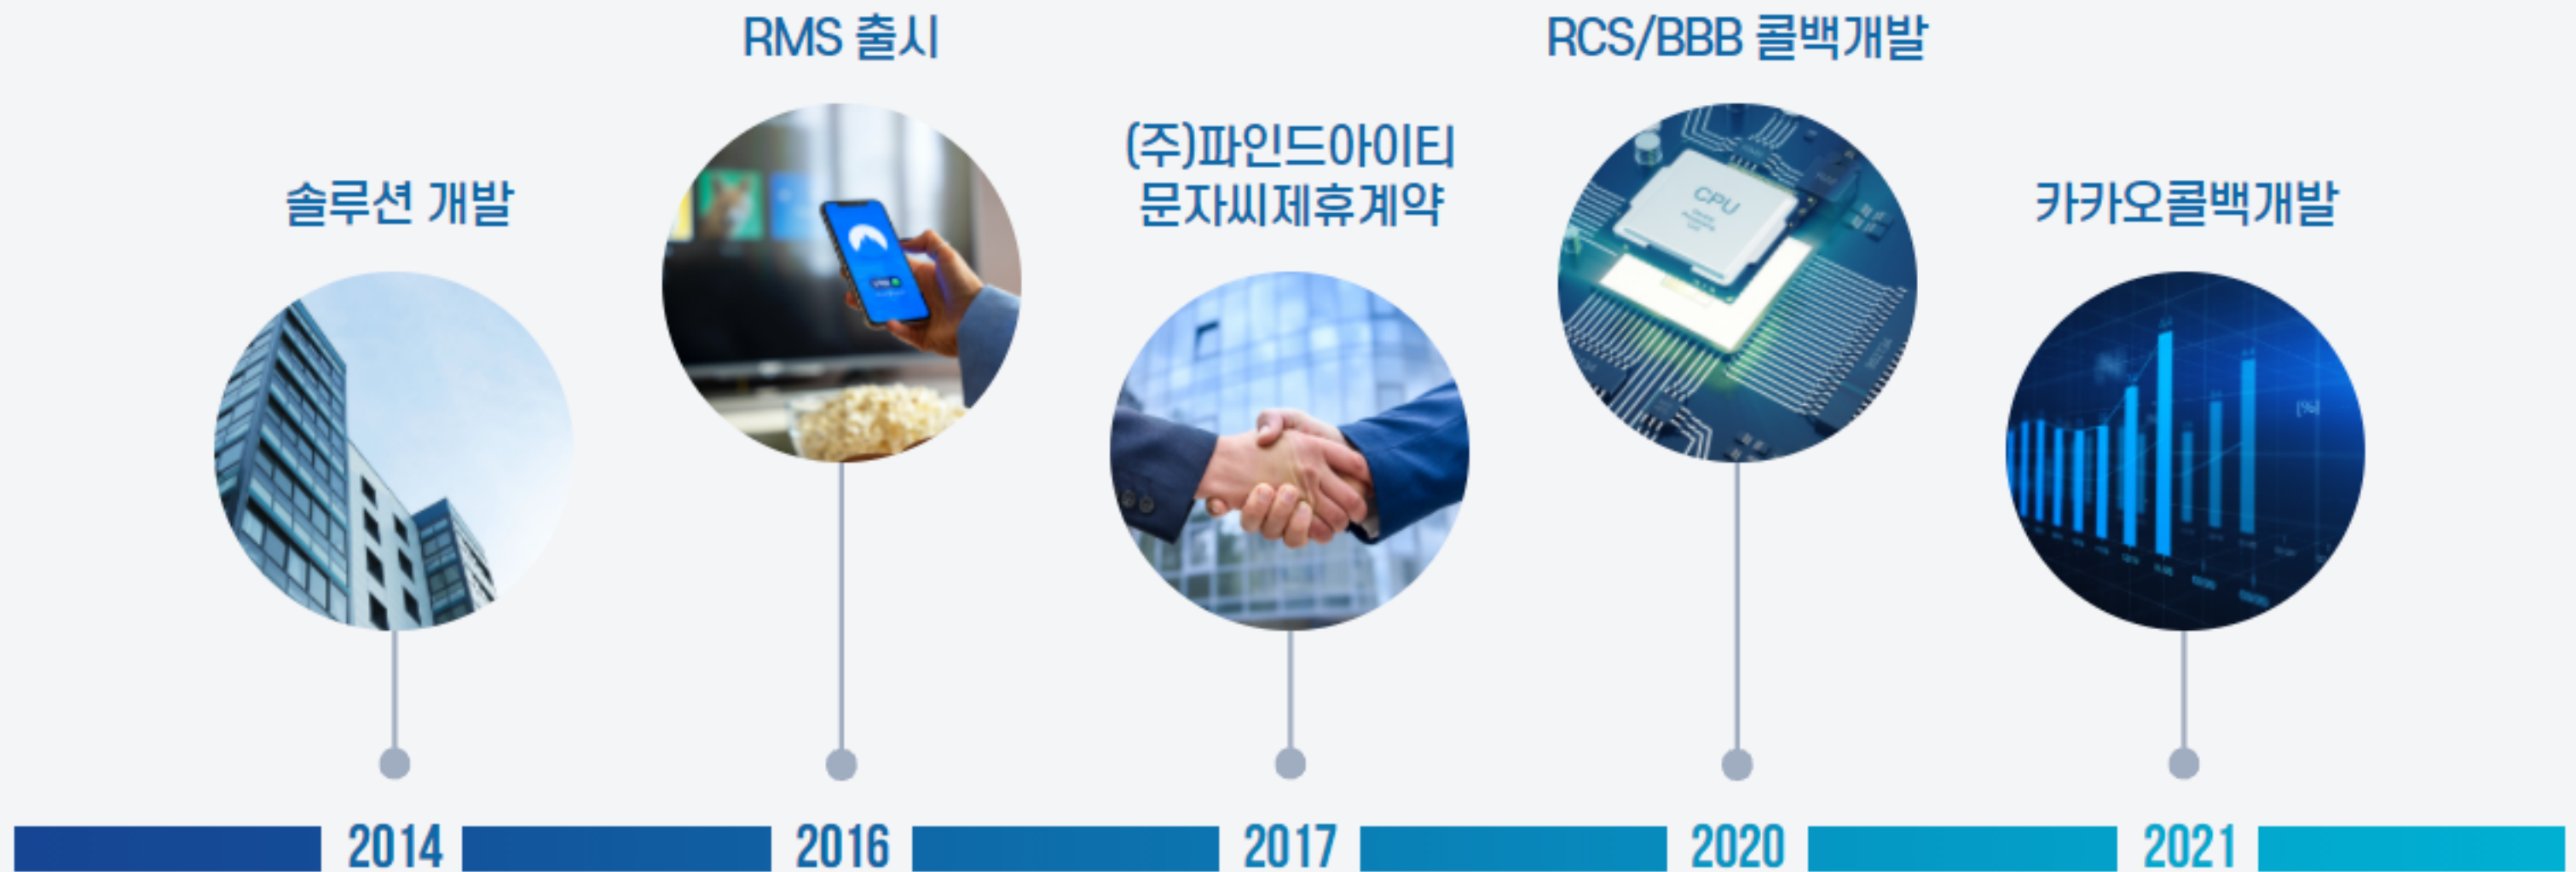 RMS 출시
RCS/BBB 콜백개발
(주)파인드아이티
문자씨제휴계약
솔루션 개발
카카오콜백개발
CPU
[%]
2014
2016
2017
2020
2021